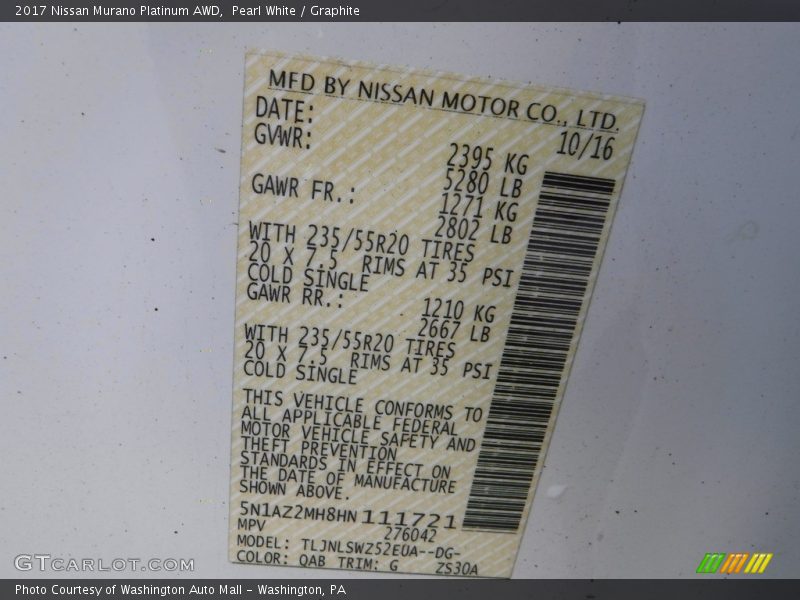 2017 Nissan Murano Platinum AWD, Pearl White / Graphite
MFD BY NISSAN MOTOR CO., LTD.
DATE: 10/16
GVWR: 2395 KG
5280 LB
GAWR FR.: 1271 KG
2802 LB
WITH 235/55R20 TIRES
20 X 7.5 RIMS AT 35 PSI
COLD SINGLE
GAWR RR.: 1210 KG
2667 LB
WITH 235/55R20 TIRES
20 X 7.5 RIMS AT 35 PSI
COLD SINGLE
THIS VEHICLE CONFORMS TO
ALL APPLICABLE FEDERAL
MOTOR VEHICLE SAFETY AND
THEFT PREVENTION
STANDARDS IN EFFECT ON
THE DATE OF MANUFACTURE
SHOWN ABOVE.
5N1AZ2MH8HN111721
MPV 276042
MODEL: TLJNLSWZ52EUA--DG-
COLOR: QAB TRIM: G ZS30A
GTCARLOT.COM
Photo Courtesy of Washington Auto Mall - Washington, PA